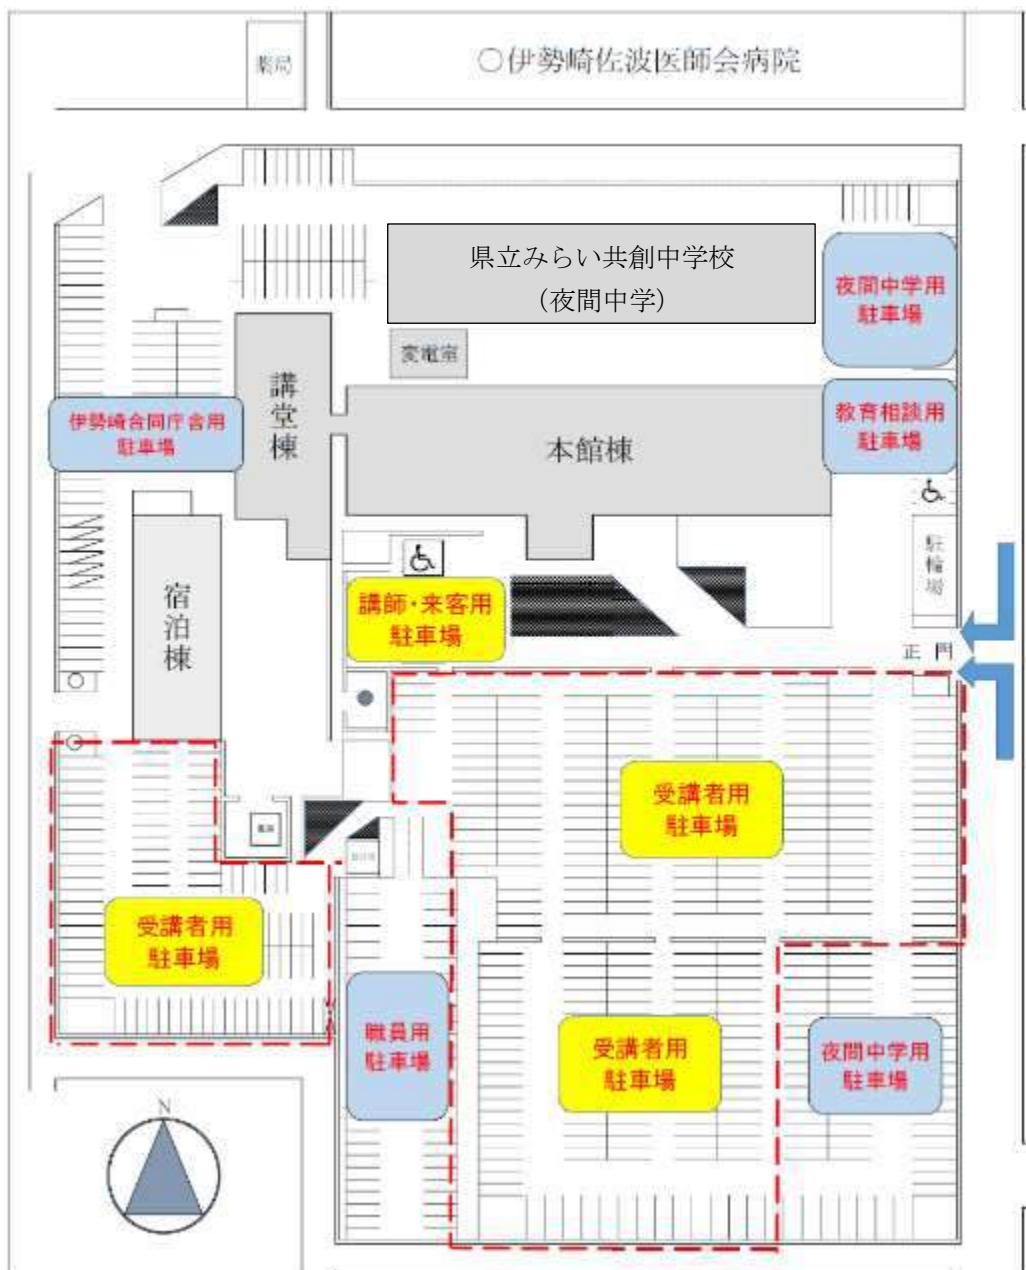 薬局
○伊勢崎佐波医師会病院
県立みらい共創中学校
（夜間中学）
夜間中学用
駐車場
変電室
講堂棟
伊勢崎合同庁舎用
駐車場
本館棟
教育相談用
駐車場
駐輪場
宿泊棟
講師・来客用
駐車場
正門
受講者用
駐車場
受講者用
駐車場
職員用
駐車場
受講者用
駐車場
夜間中学用
駐車場
N